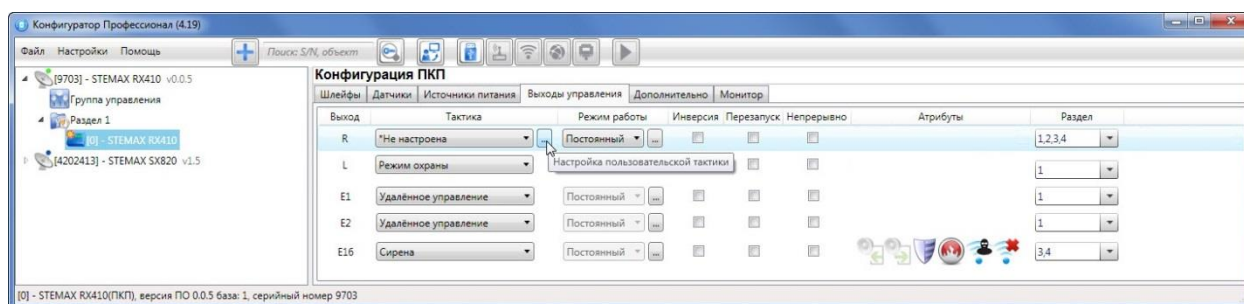 Конфигуратор Профессионал (4.19)
Файл Настройки Помощь Поиск: S/N, объект
[9703] - STEMAX RX410 v0.0.5
Группа управления
Раздел 1
[0] - STEMAX RX410
[4202413] - STEMAX SX820 v1.5
Конфигурация ПКП
Шлейфы Датчики Источники питания Выходы управления Дополнительно Монитор
Выход Тактика Режим работы Инверсия Перезапуск Непрерывно Атрибуты Раздел
R *Не настроена ... Постоянный ... 1,2,3,4
Настройка пользовательской тактики
L Режим охраны 1
E1 Удалённое управление Постоянный ... 1
E2 Удалённое управление Постоянный ... 1
E16 Сирена Постоянный ... 3,4
[0] - STEMAX RX410(ПКП), версия ПО 0.0.5 база: 1, серийный номер 9703